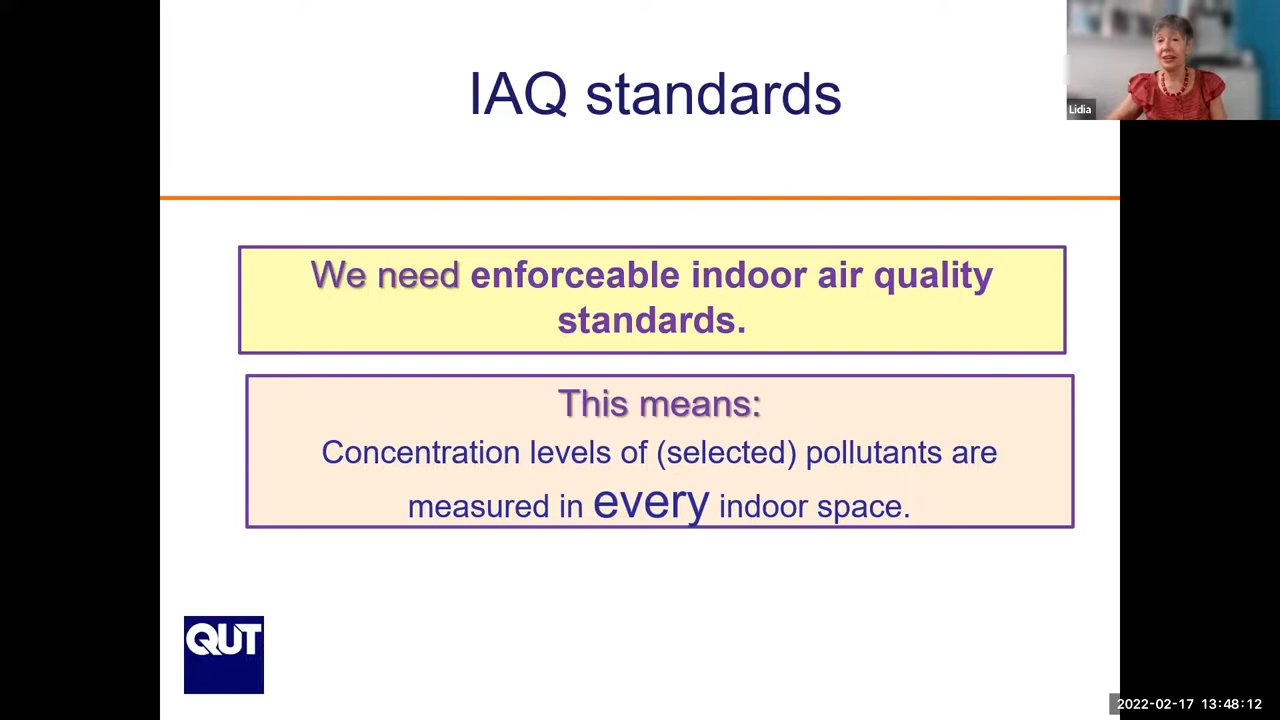 IAQ standards
Lidia
We need enforceable indoor air quality
standards.
This means:
Concentration levels of (selected) pollutants are
measured in every indoor space.
QUT
2022-02-17 13:48:12